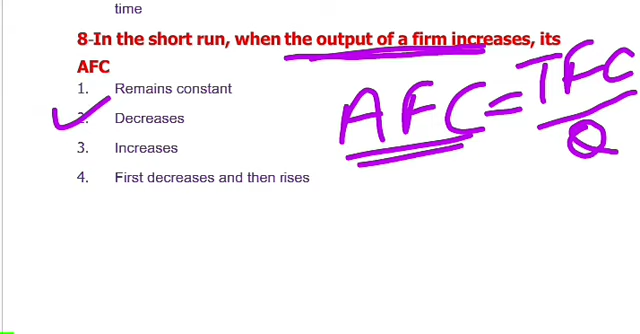 time
8-In the short run, when the output of a firm increases, its
AFC
1. Remains constant
2. Decreases
3. Increases
4. First decreases and then rises
AFC = TFC
Q